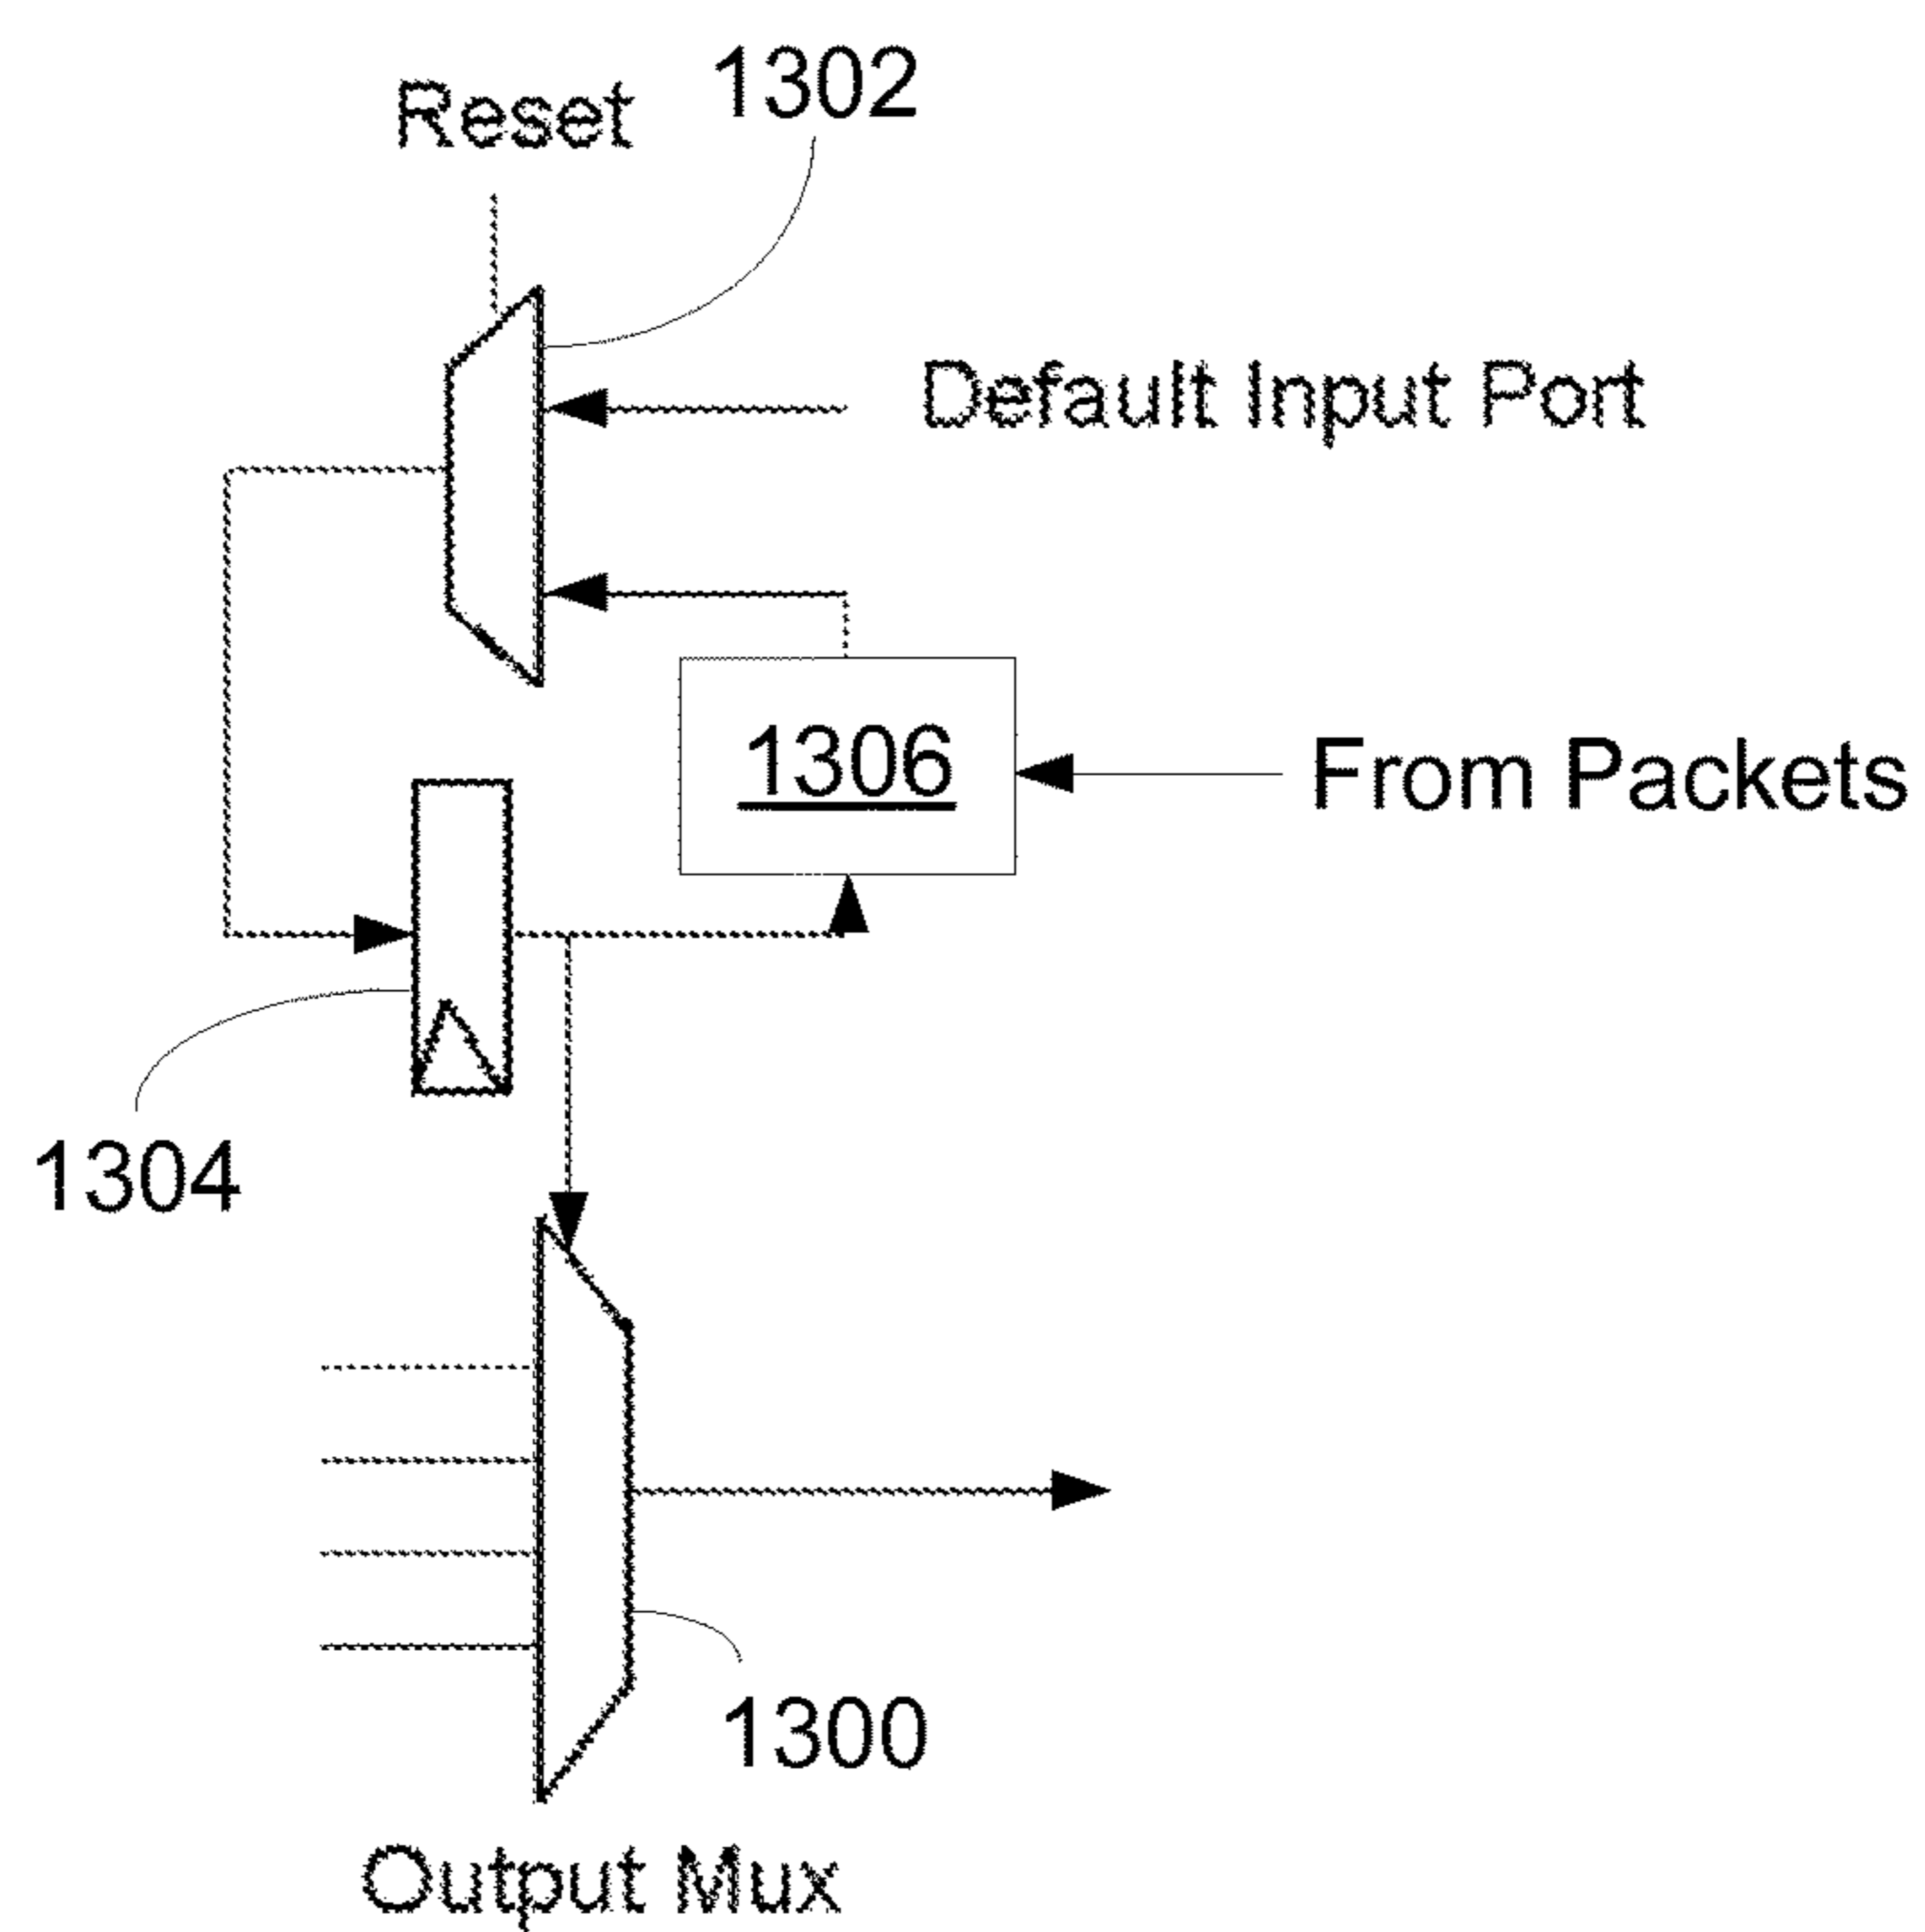 1302
Reset
Default Input Port
1306
From Packets
1304
1300
Output Mux